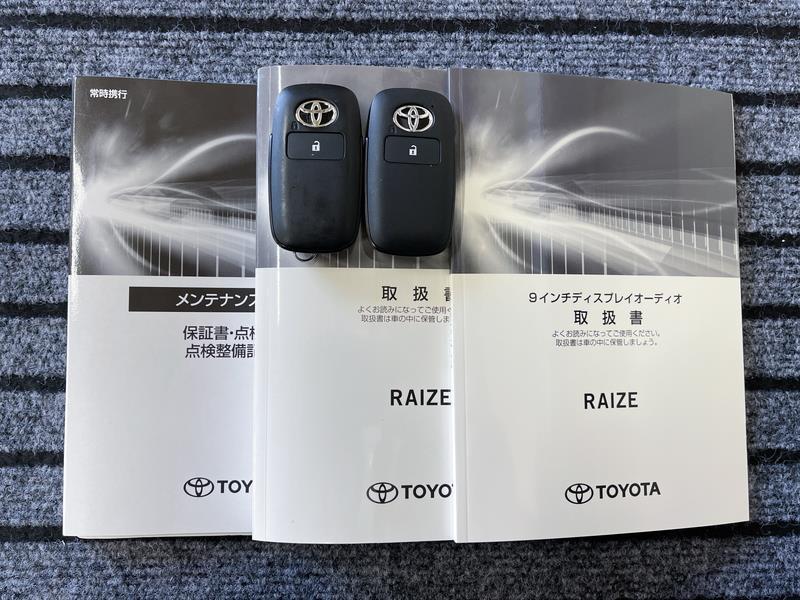 常時携行
メンテナンス
保証書・点検
点検整備記
TOY
取扱
よくお読みになってご使用
取扱書は車の中に保管しま
RAIZE
TOYO
9インチディスプレイオーディオ
取扱書
よくお読みになってご使用ください。
取扱書は車の中に保管しましょう。
RAIZE
TOYOTA